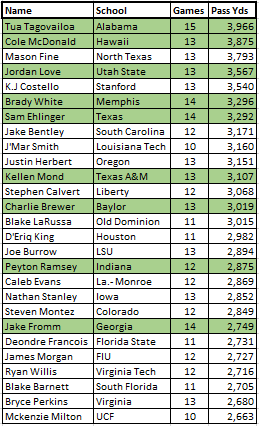 Name School Games Pass Yds
Tua Tagovailoa Alabama 15 3,966
Cole McDonald Hawaii 13 3,875
Mason Fine North Texas 13 3,793
Jordan Love Utah State 13 3,567
K.J Costello Stanford 13 3,540
Brady White Memphis 14 3,296
Sam Ehlinger Texas 14 3,292
Jake Bentley South Carolina 12 3,171
J'Mar Smith Louisiana Tech 10 3,160
Justin Herbert Oregon 13 3,151
Kellen Mond Texas A&M 13 3,107
Stephen Calvert Liberty 12 3,068
Charlie Brewer Baylor 13 3,019
Blake LaRussa Old Dominion 11 3,015
D'Eriq King Houston 11 2,982
Joe Burrow LSU 13 2,894
Peyton Ramsey Indiana 12 2,875
Caleb Evans La.- Monroe 12 2,869
Nathan Stanley Iowa 13 2,852
Steven Montez Colorado 12 2,849
Jake Fromm Georgia 14 2,749
Deondre Francois Florida State 11 2,731
James Morgan FIU 12 2,727
Ryan Willis Virginia Tech 12 2,716
Blake Barnett South Florida 11 2,705
Bryce Perkins Virginia 13 2,680
Mckenzie Milton UCF 10 2,663